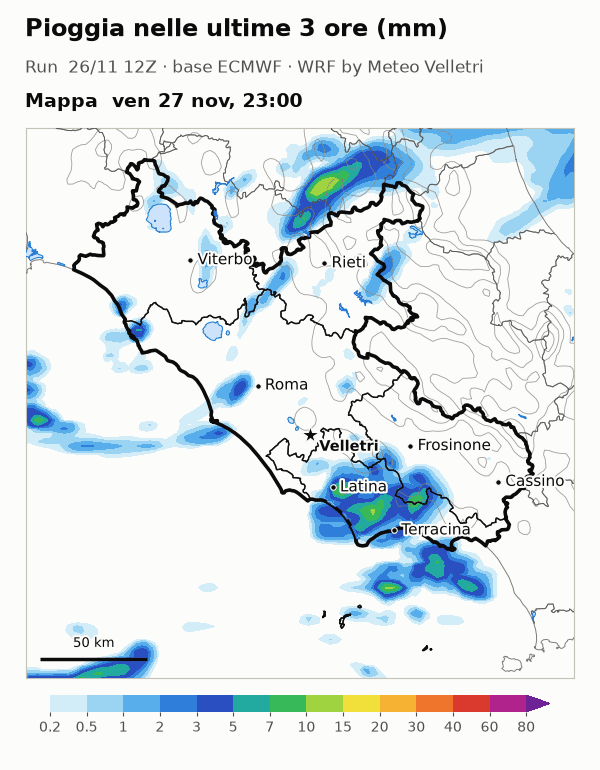 Pioggia nelle ultime 3 ore (mm)
Run  26/11 12Z · base ECMWF · WRF by Meteo Velletri
Mappa  ven 27 nov, 23:00
Viterbo
Rieti
Roma
Velletri
Frosinone
Latina
Cassino
Terracina
50 km
0.2 0.5 1 2 3 5 7 10 15 20 30 40 60 80